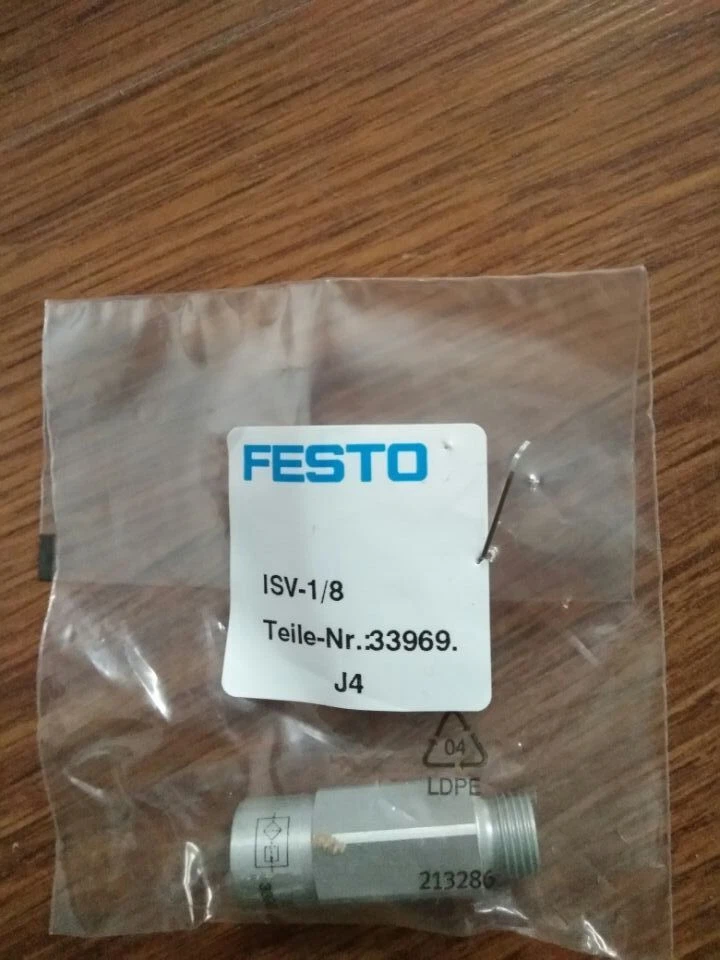 FESTO
ISV-1/8
Teile-Nr.:33969.
J4
04
LDPE
213286